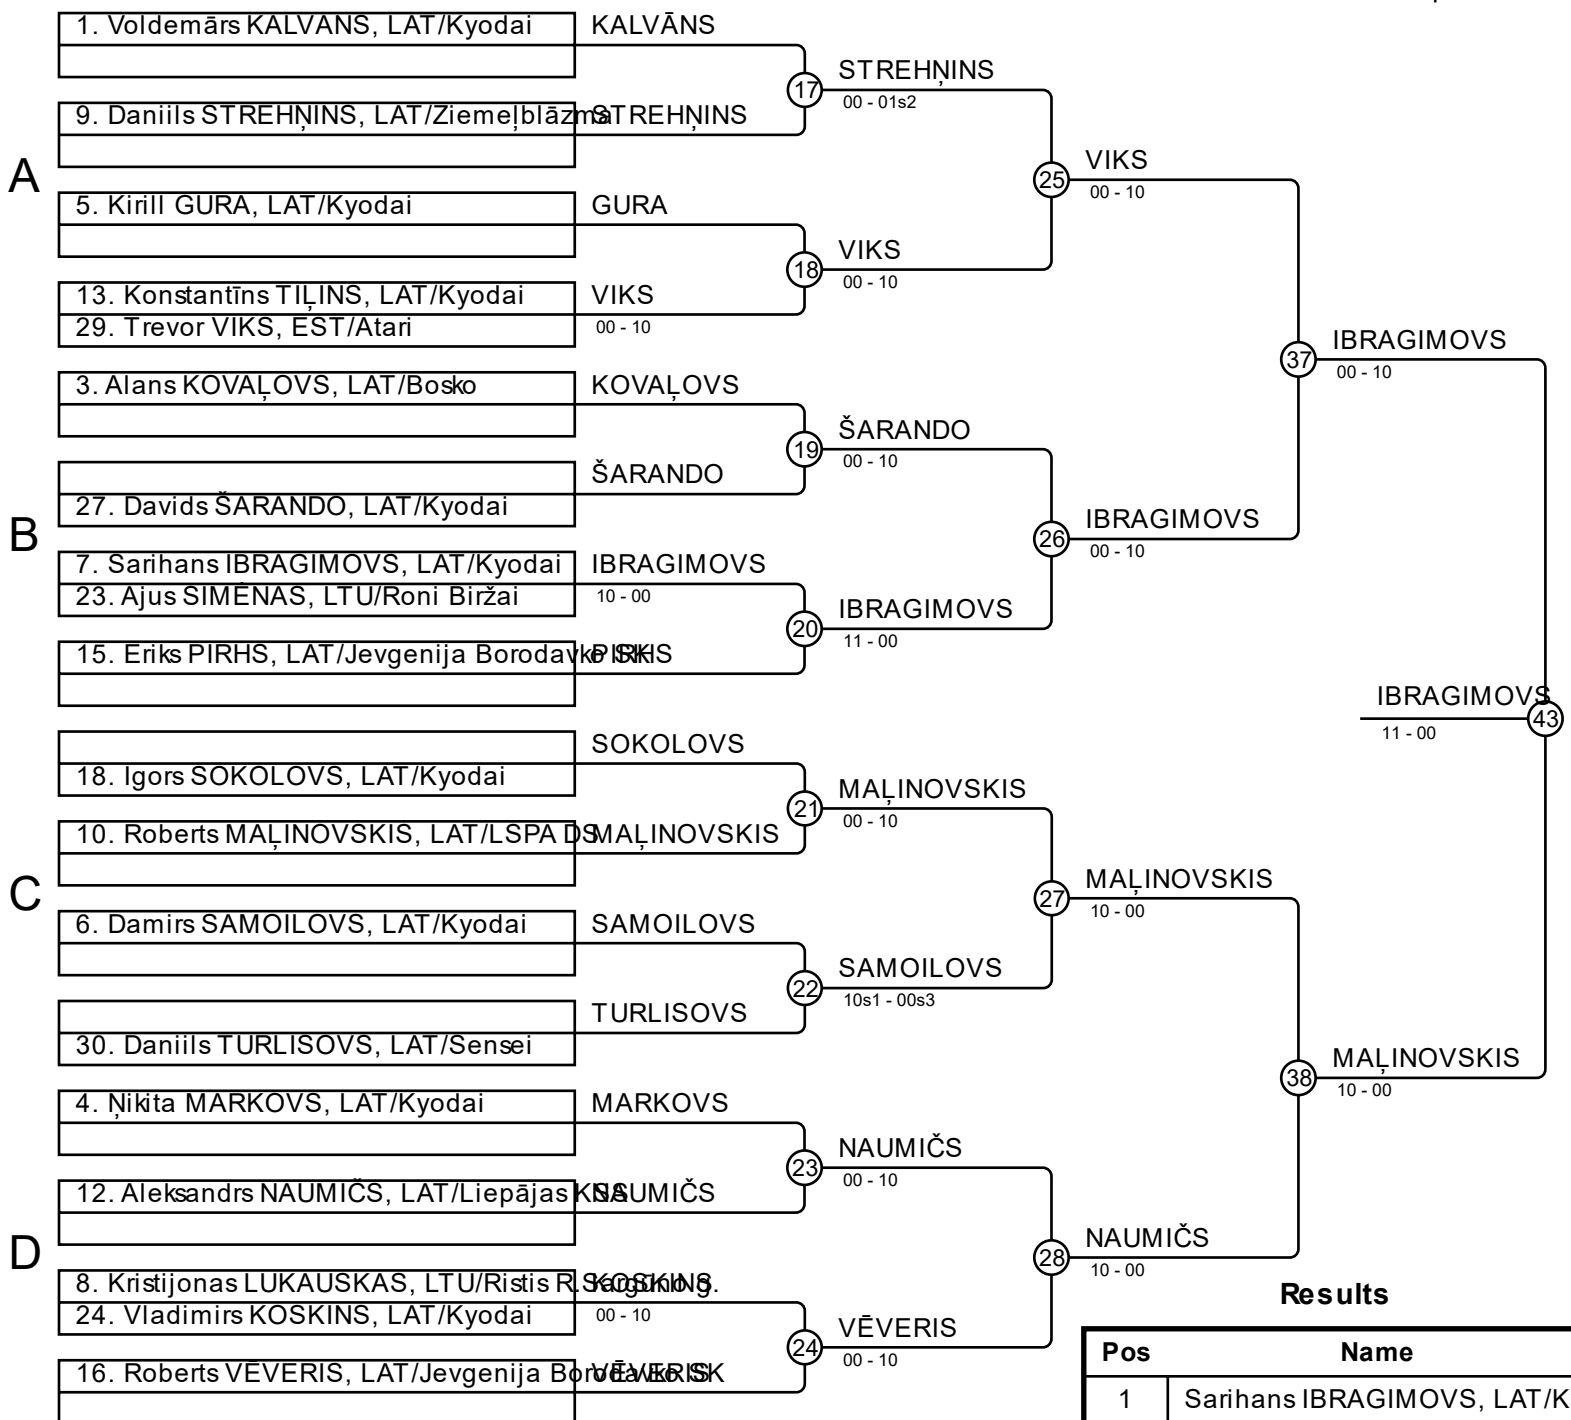 1. Voldemārs KALVĀNS, LAT/Kyodai
KALVĀNS
17
STREHŅINS
00 - 01s2
9. Daniils STREHŅINS, LAT/Ziemeļblāzma
STREHŅINS
A
25
VIKS
00 - 10
5. Kirill GURA, LAT/Kyodai
GURA
18
VIKS
00 - 10
13. Konstantīns TIĻINS, LAT/Kyodai
29. Trevor VIKS, EST/Atari
VIKS
00 - 10
37
IBRAGIMOVS
00 - 10
3. Alans KOVAĻOVS, LAT/Bosko
KOVAĻOVS
19
ŠARANDO
00 - 10
27. Davids ŠARANDO, LAT/Kyodai
ŠARANDO
B
26
IBRAGIMOVS
00 - 10
7. Sarihans IBRAGIMOVS, LAT/Kyodai
23. Ajus SIMĖNAS, LTU/Roni Biržai
IBRAGIMOVS
10 - 00
20
IBRAGIMOVS
11 - 00
15. Eriks PIRHS, LAT/Jevgenija Borodavko SK
PIRHS
IBRAGIMOVS
43
11 - 00
18. Igors SOKOLOVS, LAT/Kyodai
SOKOLOVS
21
MAĻINOVSKIS
00 - 10
10. Roberts MAĻINOVSKIS, LAT/LSPA DS
MAĻINOVSKIS
C
27
MAĻINOVSKIS
10 - 00
6. Damirs SAMOILOVS, LAT/Kyodai
SAMOILOVS
22
SAMOILOVS
10s1 - 00s3
30. Daniils TURLISOVS, LAT/Sensei
TURLISOVS
38
MAĻINOVSKIS
10 - 00
4. Ņikita MARKOVS, LAT/Kyodai
MARKOVS
23
NAUMIČS
00 - 10
12. Aleksandrs NAUMIČS, LAT/Liepājas KSS
NAUMIČS
D
28
NAUMIČS
10 - 00
8. Kristijonas LUKAUSKAS, LTU/Ristis R.
24. Vladimirs KOSKINS, LAT/Kyodai
KOSKINS
00 - 10
24
VĒVERIS
00 - 10
16. Roberts VĒVERIS, LAT/Jevgenija Borodavko SK
VĒVERIS
Results
Pos Name
1 Sarihans IBRAGIMOVS, LAT/K